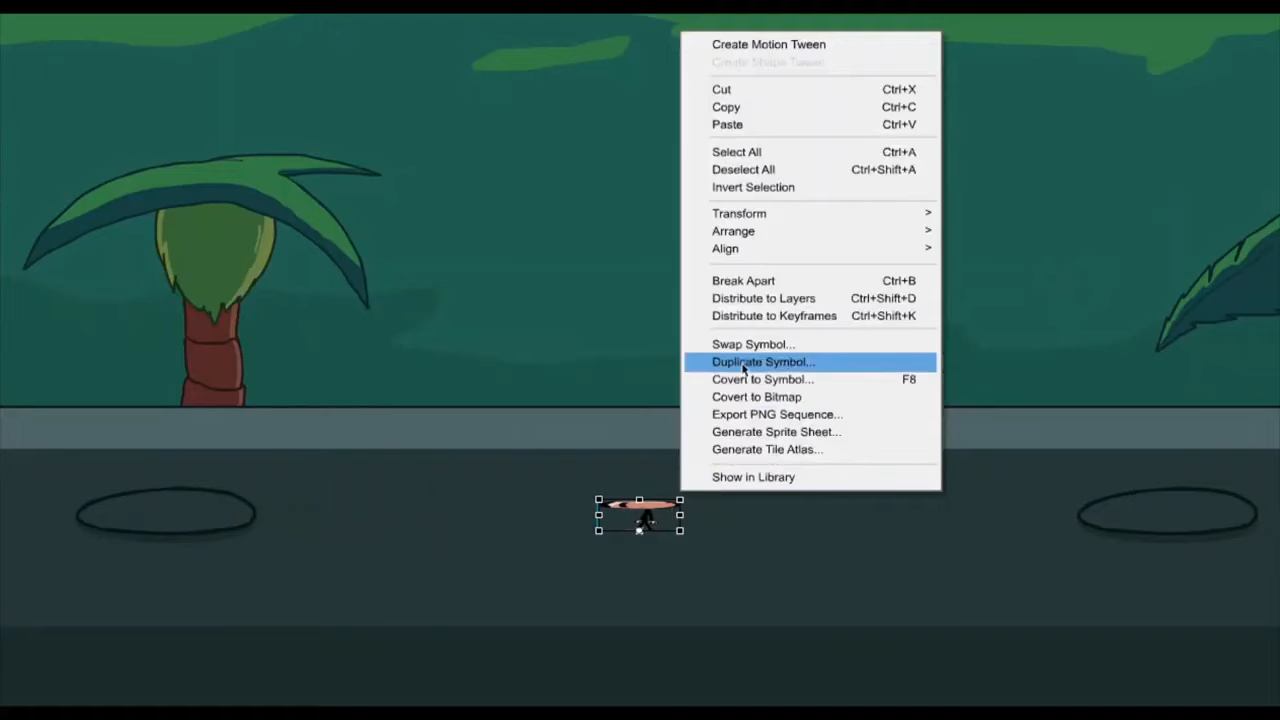 Create Motion Tween
Create Shape Tween
Cut Ctrl+X
Copy Ctrl+C
Paste Ctrl+V
Select All Ctrl+A
Deselect All Ctrl+Shift+A
Invert Selection
Transform >
Arrange >
Align >
Break Apart Ctrl+B
Distribute to Layers Ctrl+Shift+D
Distribute to Keyframes Ctrl+Shift+K
Swap Symbol...
Duplicate Symbol...
Covert to Symbol... F8
Covert to Bitmap
Export PNG Sequence...
Generate Sprite Sheet...
Generate Tile Atlas...
Show in Library